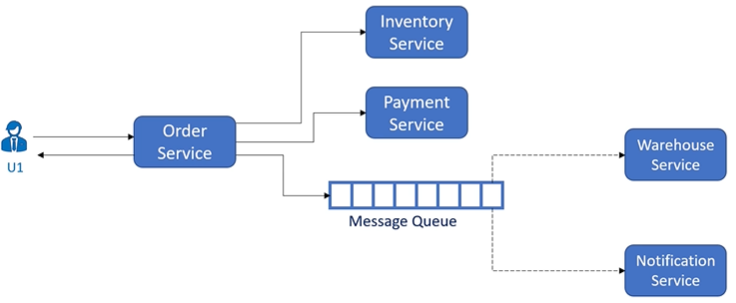 Inventory
Service
Payment
Service
Order
Service
U1
Message Queue
Warehouse
Service
Notification
Service